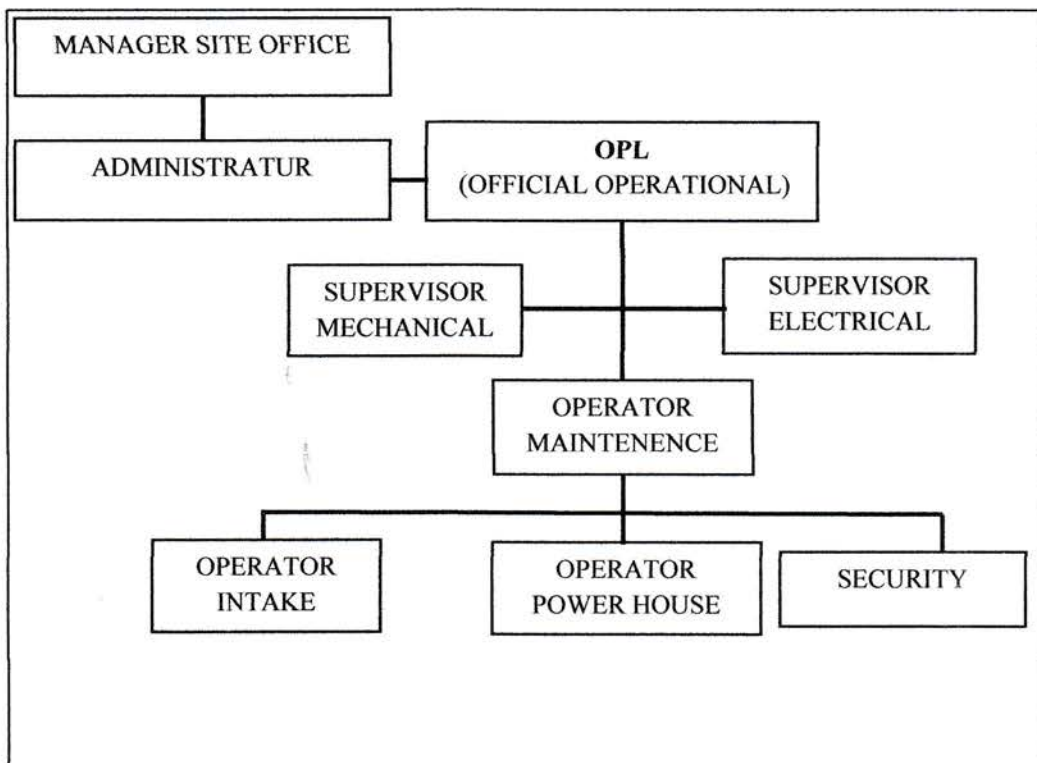 MANAGER SITE OFFICE
ADMINISTRATUR
OPL
(OFFICIAL OPERATIONAL)
SUPERVISOR
MECHANICAL
SUPERVISOR
ELECTRICAL
OPERATOR
MAINTENENCE
OPERATOR
INTAKE
OPERATOR
POWER HOUSE
SECURITY